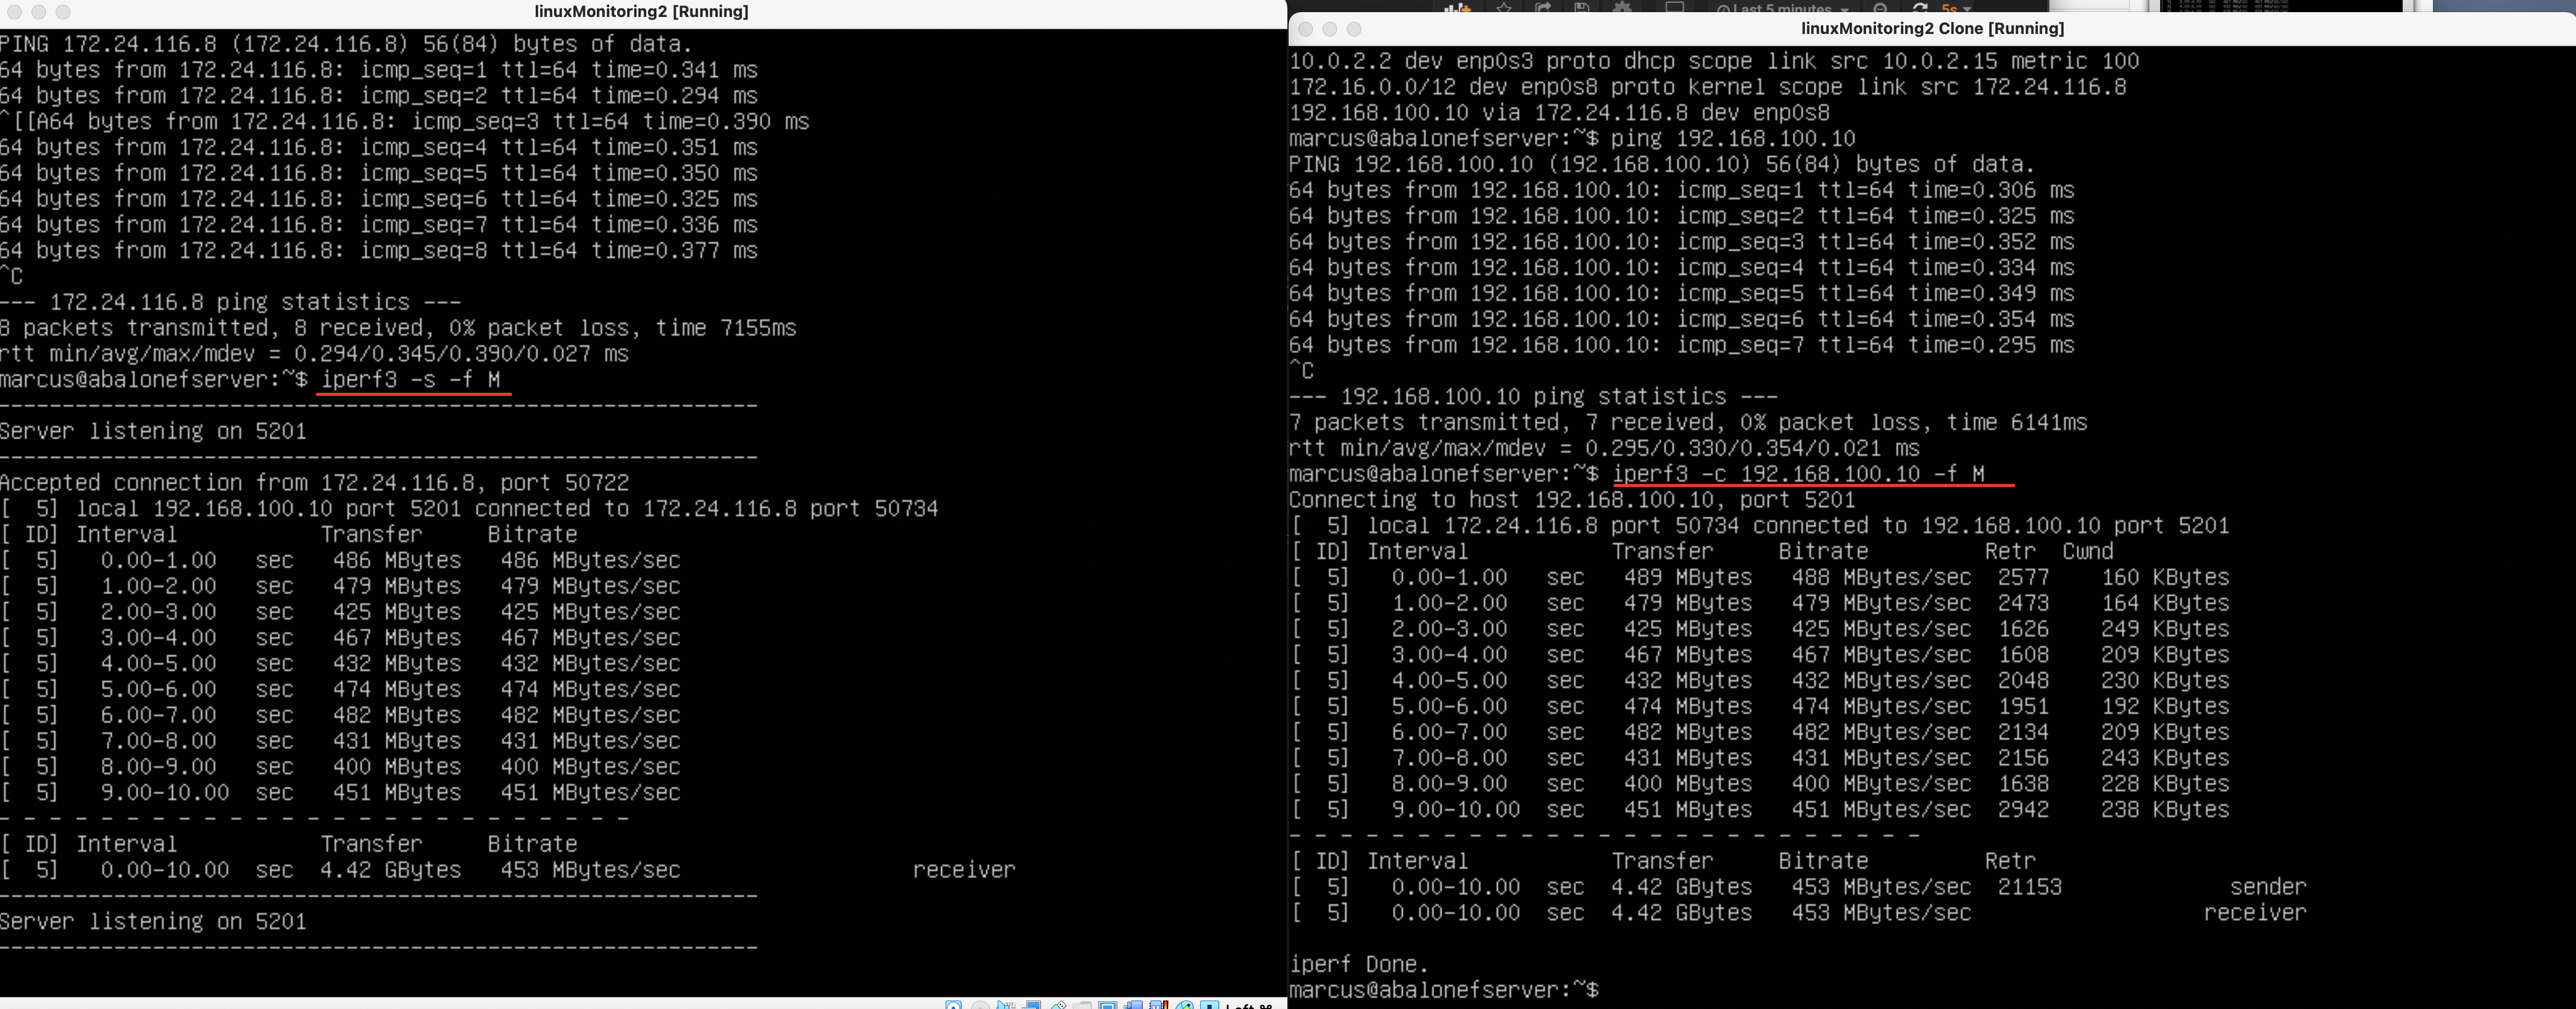 linuxMonitoring2 [Running]
PING 172.24.116.8 (172.24.116.8) 56(84) bytes of data.
64 bytes from 172.24.116.8: icmp_seq=1 ttl=64 time=0.341 ms
64 bytes from 172.24.116.8: icmp_seq=2 ttl=64 time=0.294 ms
^[[A64 bytes from 172.24.116.8: icmp_seq=3 ttl=64 time=0.390 ms
64 bytes from 172.24.116.8: icmp_seq=4 ttl=64 time=0.351 ms
64 bytes from 172.24.116.8: icmp_seq=5 ttl=64 time=0.350 ms
64 bytes from 172.24.116.8: icmp_seq=6 ttl=64 time=0.325 ms
64 bytes from 172.24.116.8: icmp_seq=7 ttl=64 time=0.336 ms
64 bytes from 172.24.116.8: icmp_seq=8 ttl=64 time=0.377 ms
^C
--- 172.24.116.8 ping statistics ---
8 packets transmitted, 8 received, 0% packet loss, time 7155ms
rtt min/avg/max/mdev = 0.294/0.345/0.390/0.027 ms
marcus@abalonefserver:~$ iperf3 -s -f M
-----------------------------------------------------------
Server listening on 5201
-----------------------------------------------------------
Accepted connection from 172.24.116.8, port 50722
[  5] local 192.168.100.10 port 5201 connected to 172.24.116.8 port 50734
[ ID] Interval           Transfer     Bitrate
[  5]   0.00-1.00   sec   486 MBytes   486 MBytes/sec
[  5]   1.00-2.00   sec   479 MBytes   479 MBytes/sec
[  5]   2.00-3.00   sec   425 MBytes   425 MBytes/sec
[  5]   3.00-4.00   sec   467 MBytes   467 MBytes/sec
[  5]   4.00-5.00   sec   432 MBytes   432 MBytes/sec
[  5]   5.00-6.00   sec   474 MBytes   474 MBytes/sec
[  5]   6.00-7.00   sec   482 MBytes   482 MBytes/sec
[  5]   7.00-8.00   sec   431 MBytes   431 MBytes/sec
[  5]   8.00-9.00   sec   400 MBytes   400 MBytes/sec
[  5]   9.00-10.00  sec   451 MBytes   451 MBytes/sec
- - - - - - - - - - - - - - - - - - - - - - - - -
[ ID] Interval           Transfer     Bitrate
[  5]   0.00-10.00  sec  4.42 GBytes   453 MBytes/sec                  receiver
-----------------------------------------------------------
Server listening on 5201
-----------------------------------------------------------
Last 5 minutes 5s
linuxMonitoring2 Clone [Running]
10.0.2.2 dev enp0s3 proto dhcp scope link src 10.0.2.15 metric 100
172.16.0.0/12 dev enp0s8 proto kernel scope link src 172.24.116.8
192.168.100.10 via 172.24.116.8 dev enp0s8
marcus@abalonefserver:~$ ping 192.168.100.10
PING 192.168.100.10 (192.168.100.10) 56(84) bytes of data.
64 bytes from 192.168.100.10: icmp_seq=1 ttl=64 time=0.306 ms
64 bytes from 192.168.100.10: icmp_seq=2 ttl=64 time=0.325 ms
64 bytes from 192.168.100.10: icmp_seq=3 ttl=64 time=0.352 ms
64 bytes from 192.168.100.10: icmp_seq=4 ttl=64 time=0.334 ms
64 bytes from 192.168.100.10: icmp_seq=5 ttl=64 time=0.349 ms
64 bytes from 192.168.100.10: icmp_seq=6 ttl=64 time=0.354 ms
64 bytes from 192.168.100.10: icmp_seq=7 ttl=64 time=0.295 ms
^C
--- 192.168.100.10 ping statistics ---
7 packets transmitted, 7 received, 0% packet loss, time 6141ms
rtt min/avg/max/mdev = 0.295/0.330/0.354/0.021 ms
marcus@abalonefserver:~$ iperf3 -c 192.168.100.10 -f M
Connecting to host 192.168.100.10, port 5201
[  5] local 172.24.116.8 port 50734 connected to 192.168.100.10 port 5201
[ ID] Interval           Transfer     Bitrate         Retr  Cwnd
[  5]   0.00-1.00   sec   489 MBytes   488 MBytes/sec  2577    160 KBytes
[  5]   1.00-2.00   sec   479 MBytes   479 MBytes/sec  2473    164 KBytes
[  5]   2.00-3.00   sec   425 MBytes   425 MBytes/sec  1626    249 KBytes
[  5]   3.00-4.00   sec   467 MBytes   467 MBytes/sec  1608    209 KBytes
[  5]   4.00-5.00   sec   432 MBytes   432 MBytes/sec  2048    230 KBytes
[  5]   5.00-6.00   sec   474 MBytes   474 MBytes/sec  1951    192 KBytes
[  5]   6.00-7.00   sec   482 MBytes   482 MBytes/sec  2134    209 KBytes
[  5]   7.00-8.00   sec   431 MBytes   431 MBytes/sec  2156    243 KBytes
[  5]   8.00-9.00   sec   400 MBytes   400 MBytes/sec  1638    228 KBytes
[  5]   9.00-10.00  sec   451 MBytes   451 MBytes/sec  2942    238 KBytes
- - - - - - - - - - - - - - - - - - - - - - - - -
[ ID] Interval           Transfer     Bitrate         Retr
[  5]   0.00-10.00  sec  4.42 GBytes   453 MBytes/sec  21153             sender
[  5]   0.00-10.00  sec  4.42 GBytes   453 MBytes/sec                  receiver
iperf Done.
marcus@abalonefserver:~$